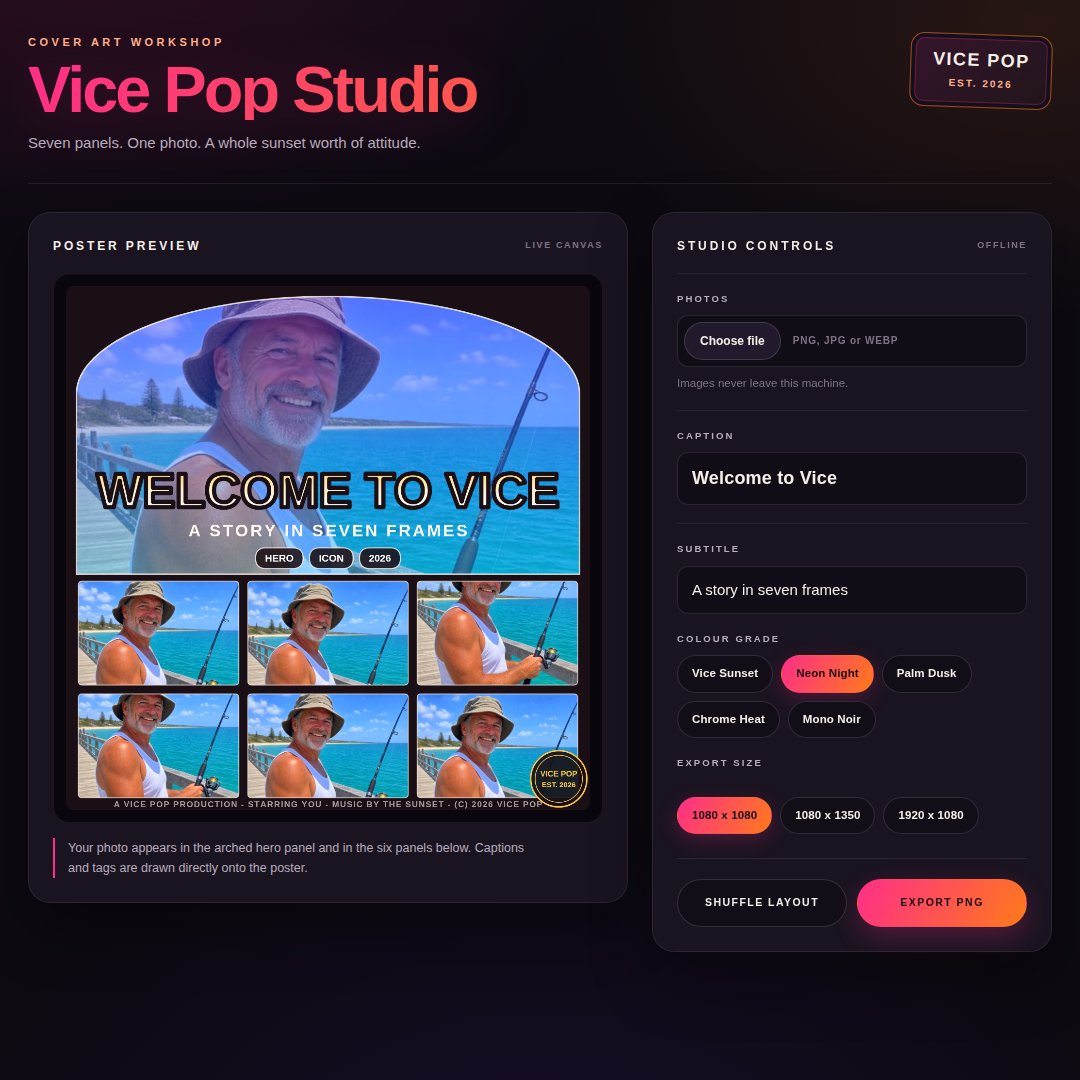 COVER ART WORKSHOP
Vice Pop Studio
Seven panels. One photo. A whole sunset worth of attitude.
VICE POP
EST. 2026
POSTER PREVIEW
LIVE CANVAS
WELCOME TO VICE
A STORY IN SEVEN FRAMES
HERO
ICON
2026
VICE POP
EST. 2026
A VICE POP PRODUCTION - STARRING YOU - MUSIC BY THE SUNSET - (C) 2026 VICE POP
Your photo appears in the arched hero panel and in the six panels below. Captions
and tags are drawn directly onto the poster.
STUDIO CONTROLS
OFFLINE
PHOTOS
Choose file
PNG, JPG or WEBP
Images never leave this machine.
CAPTION
Welcome to Vice
SUBTITLE
A story in seven frames
COLOUR GRADE
Vice Sunset
Neon Night
Palm Dusk
Chrome Heat
Mono Noir
EXPORT SIZE
1080 x 1080
1080 x 1350
1920 x 1080
SHUFFLE LAYOUT
EXPORT PNG